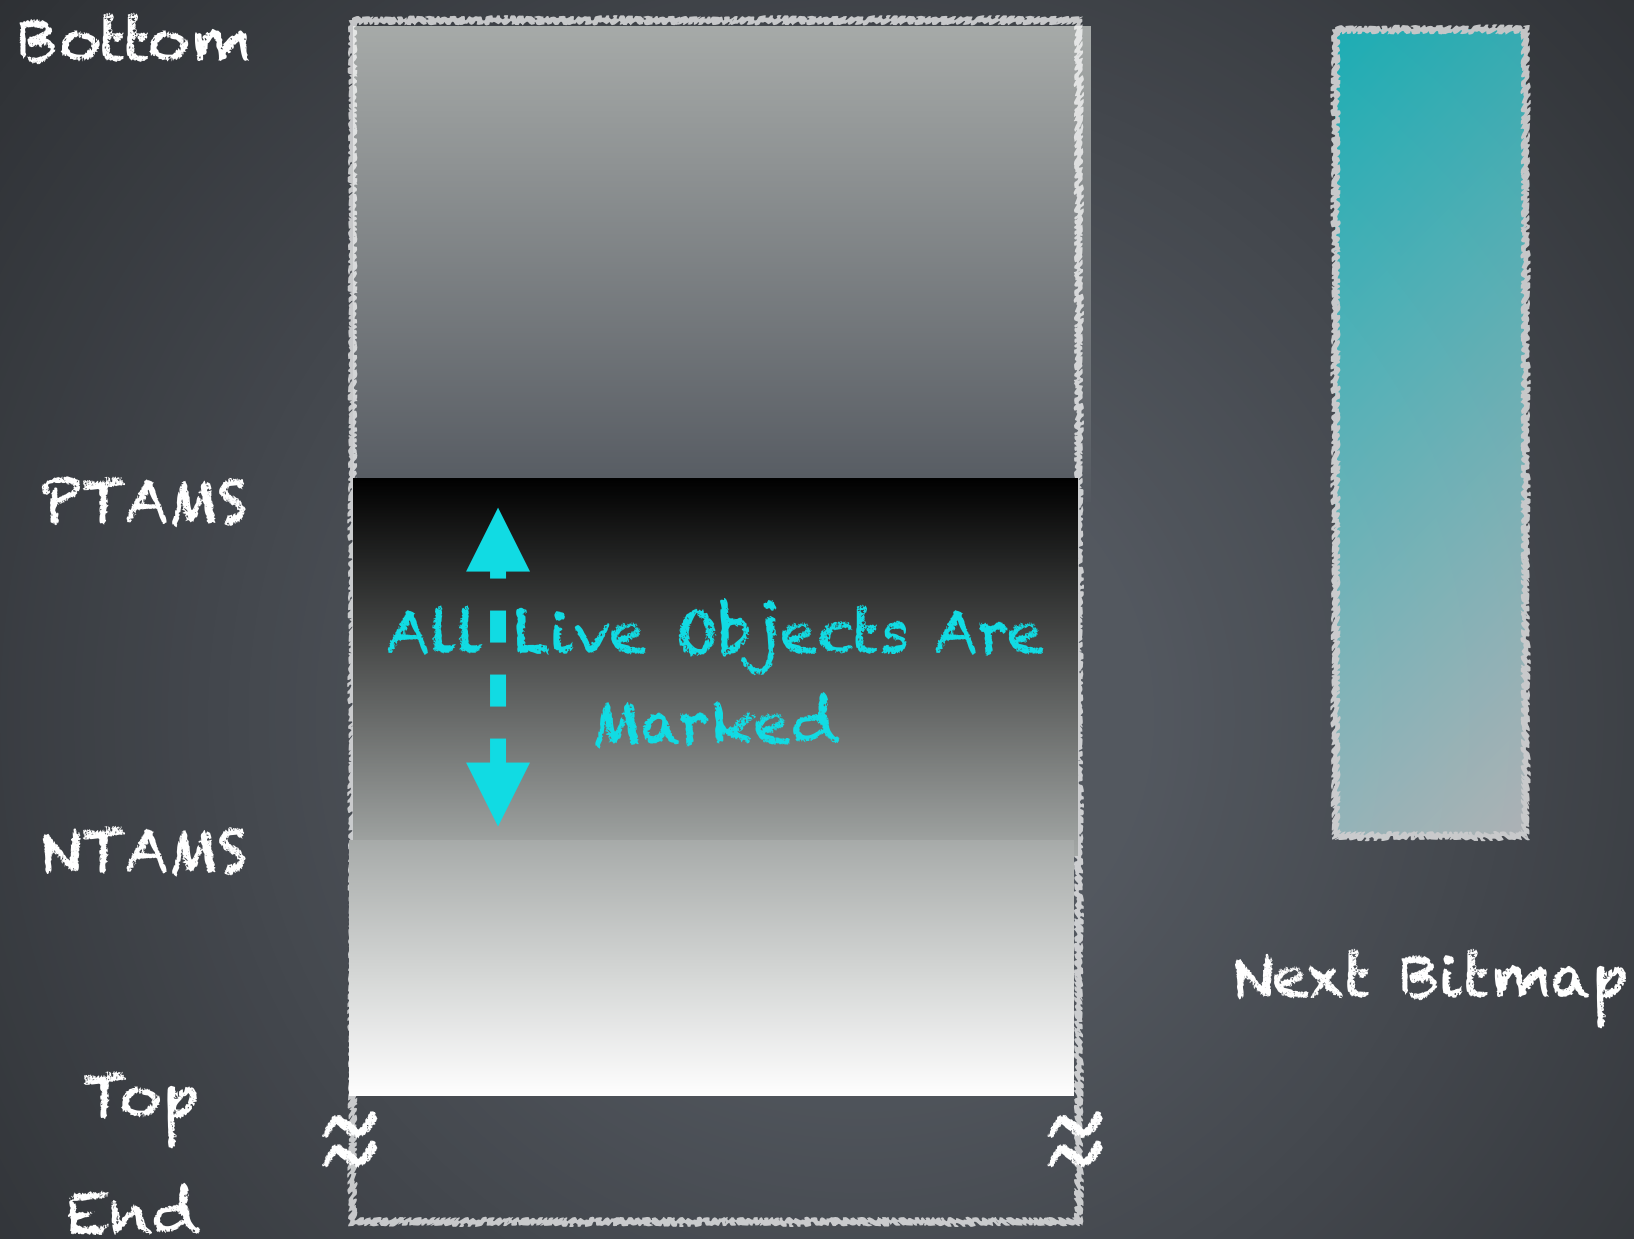 Bottom
PTAMS
All Live Objects Are
Marked
NTAMS
Next Bitmap
Top
End